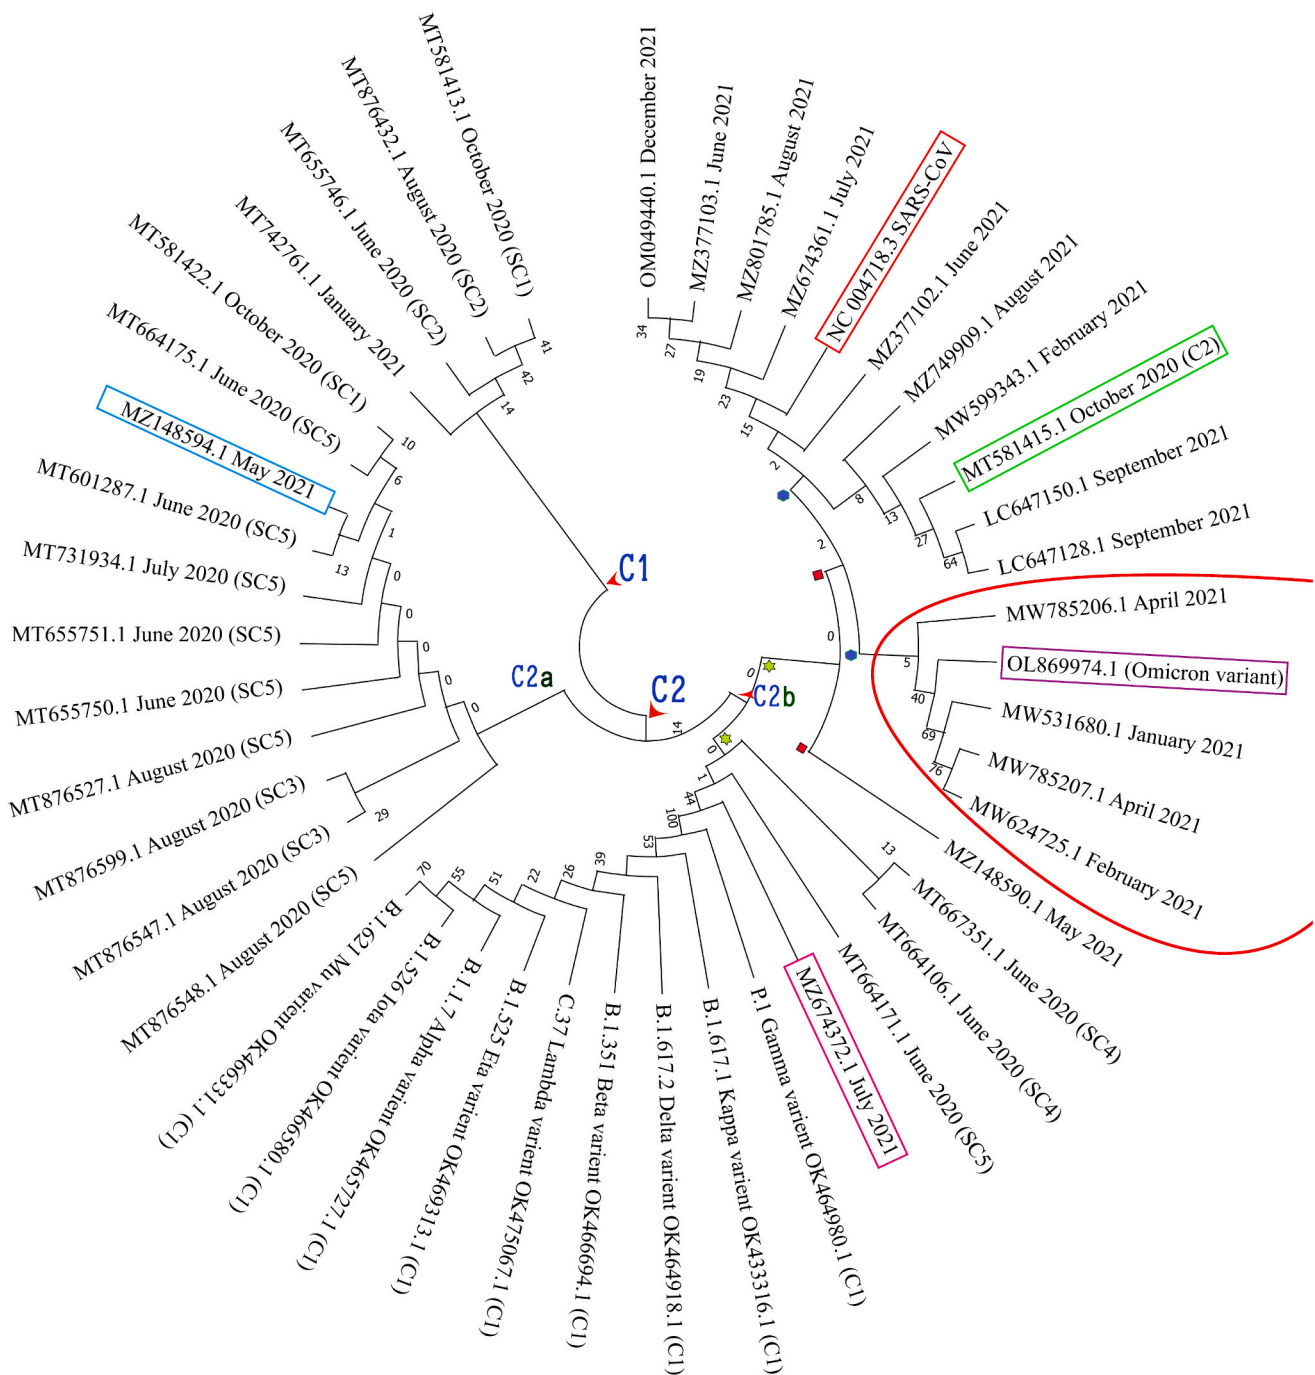 OM049440.1 December 2021
MZ377103.1 June 2021
MZ801785.1 August 2021
MZ674361.1 July 2021
NC 004718.3 SARS-CoV
MZ377102.1 June 2021
MZ749909.1 August 2021
MW599343.1 February 2021
MT581415.1 October 2020 (C2)
LC647150.1 September 2021
LC647128.1 September 2021
MW785206.1 April 2021
OL869974.1 (Omicron variant)
MW531680.1 January 2021
MW785207.1 April 2021
MW624725.1 February 2021
MZ148590.1 May 2021
MT667351.1 June 2020 (SC4)
MT664106.1 June 2020 (SC4)
MT664171.1 June 2020 (SC5)
MZ674372.1 July 2021
P.1 Gamma varient OK464980.1 (C1)
B.1.617.1 Kappa varient OK433316.1 (C1)
B.1.617.2 Delta varient OK464918.1 (C1)
B.1.351 Beta varient OK466694.1 (C1)
C.37 Lambda varient OK475067.1 (C1)
B.1.525 Eta varient OK469313.1 (C1)
B.1.1.7 Alpha varient OK465727.1 (C1)
B.1.526 Iota varient OK466580.1 (C1)
B.1.621 Mu varient OK466331.1 (C1)
MT876548.1 August 2020 (SC5)
MT876547.1 August 2020 (SC3)
MT876599.1 August 2020 (SC3)
MT876527.1 August 2020 (SC5)
MT655750.1 June 2020 (SC5)
MT655751.1 June 2020 (SC5)
MT731934.1 July 2020 (SC5)
MT601287.1 June 2020 (SC5)
MZ148594.1 May 2021
MT664175.1 June 2020 (SC5)
MT581422.1 October 2020 (SC1)
MT742761.1 January 2021
MT655746.1 June 2020 (SC2)
MT876432.1 August 2020 (SC2)
MT581413.1 October 2020 (SC1)
34
27
19
23
15
2
8
13
27
64
2
0
5
40
69
76
0
14
0
1
44
100
53
39
26
22
51
55
70
13
29
0
0
0
0
0
1
13
6
10
14
42
41
C1
C2
C2a
C2b